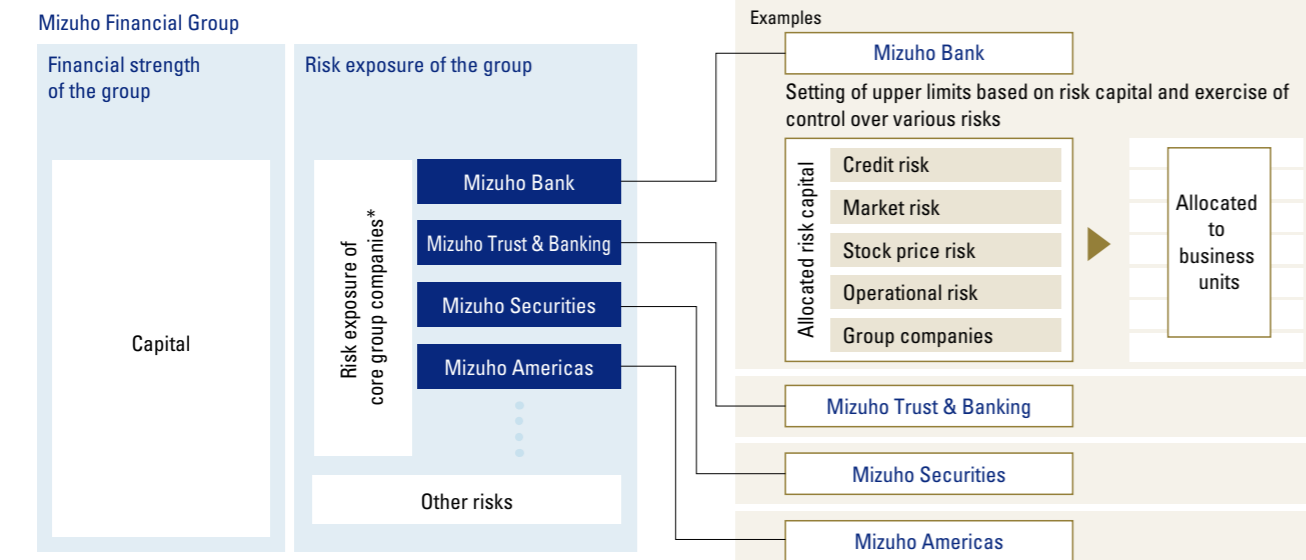 Mizuho Financial Group
Financial strength
of the group
Capital
Risk exposure of the group
Risk exposure of
core group companies*
Mizuho Bank
Mizuho Trust & Banking
Mizuho Securities
Mizuho Americas
Other risks
Examples
Mizuho Bank
Setting of upper limits based on risk capital and exercise of
control over various risks
Allocated risk capital
Credit risk
Market risk
Stock price risk
Operational risk
Group companies
Allocated
to
business
units
Mizuho Trust & Banking
Mizuho Securities
Mizuho Americas